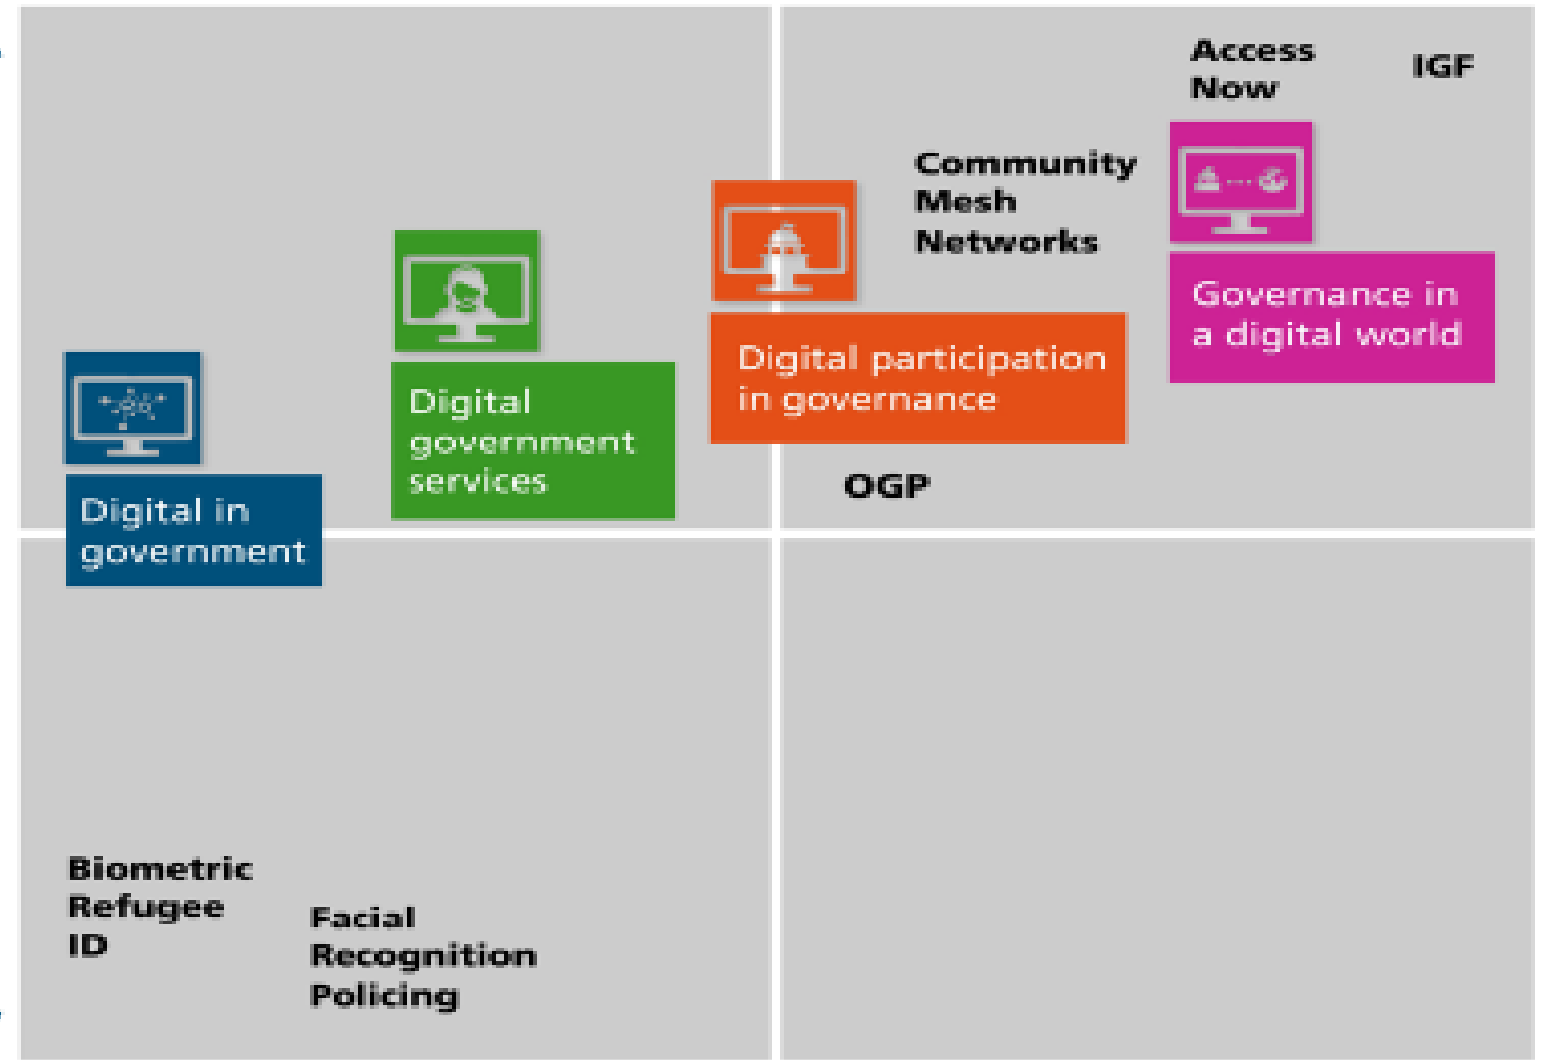 Access
Now
IGF
Community
Mesh
Networks
Governance in
a digital world
Digital participation
in governance
Digital
government
services
OGP
Digital in
government
Biometric
Refugee
ID
Facial
Recognition
Policing